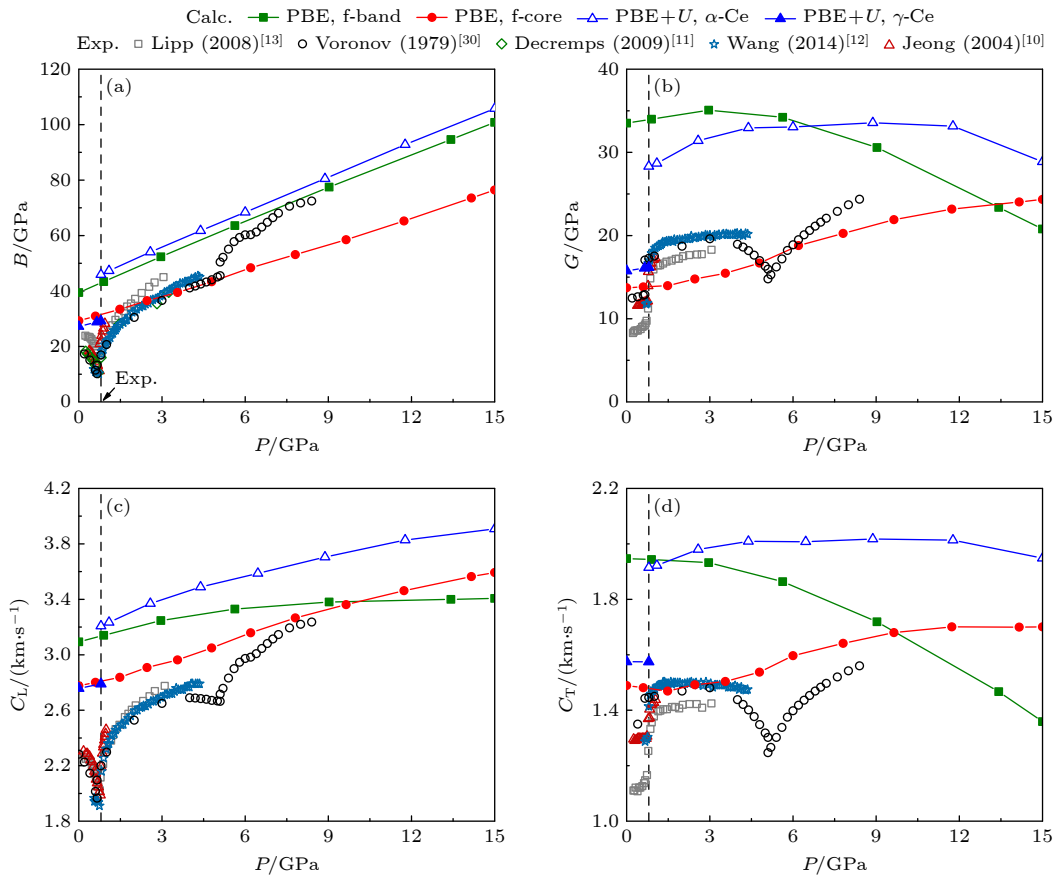 Calc. PBE, f-band PBE, f-core PBE+U, α-Ce PBE+U, γ-Ce
Exp. Lipp (2008)[13] Voronov (1979)[30] Decremps (2009)[11] Wang (2014)[12] Jeong (2004)[10]
(a)
120
100
80
60
40
20
0
B/GPa
Exp.
0 3 6 9 12 15
P/GPa
(b)
40
30
20
10
0
G/GPa
0 3 6 9 12 15
P/GPa
(c)
4.2
3.8
3.4
3.0
2.6
2.2
1.8
CL/(km·s−1)
0 3 6 9 12 15
P/GPa
(d)
2.2
1.8
1.4
1.0
CT/(km·s−1)
0 3 6 9 12 15
P/GPa